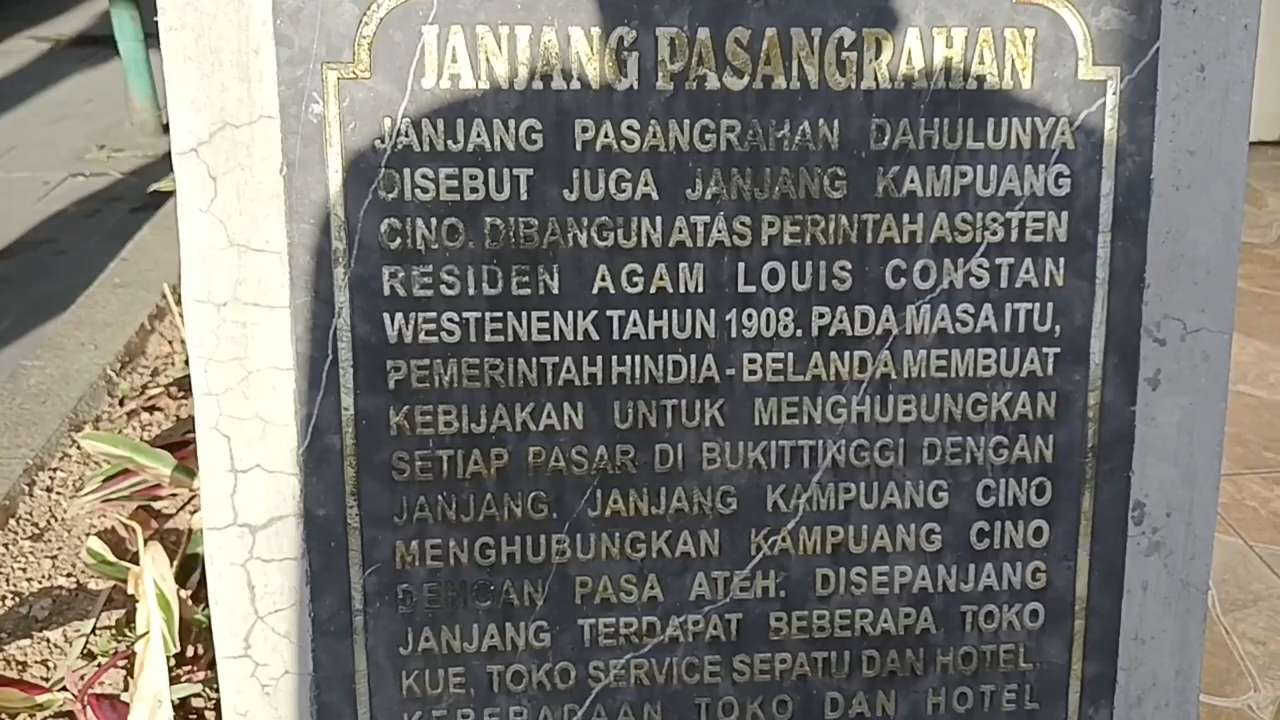 JANJANG PASANGRAHAN
JANJANG PASANGRAHAN DAHULUNYA
DISEBUT JUGA JANJANG KAMPUANG
CINO. DIBANGUN ATAS PERINTAH ASISTEN
RESIDEN AGAM LOUIS CONSTAN
WESTENENK TAHUN 1908. PADA MASA ITU,
PEMERINTAH HINDIA - BELANDA MEMBUAT
KEBIJAKAN UNTUK MENGHUBUNGKAN
SETIAP PASAR DI BUKITTINGGI DENGAN
JANJANG. JANJANG KAMPUANG CINO
MENGHUBUNGKAN KAMPUANG CINO
DENGAN PASA ATEH. DISEPANJANG
JANJANG TERDAPAT BEBERAPA TOKO
KUE, TOKO SERVICE SEPATU DAN HOTEL.
KEBERADAAN TOKO DAN HOTEL